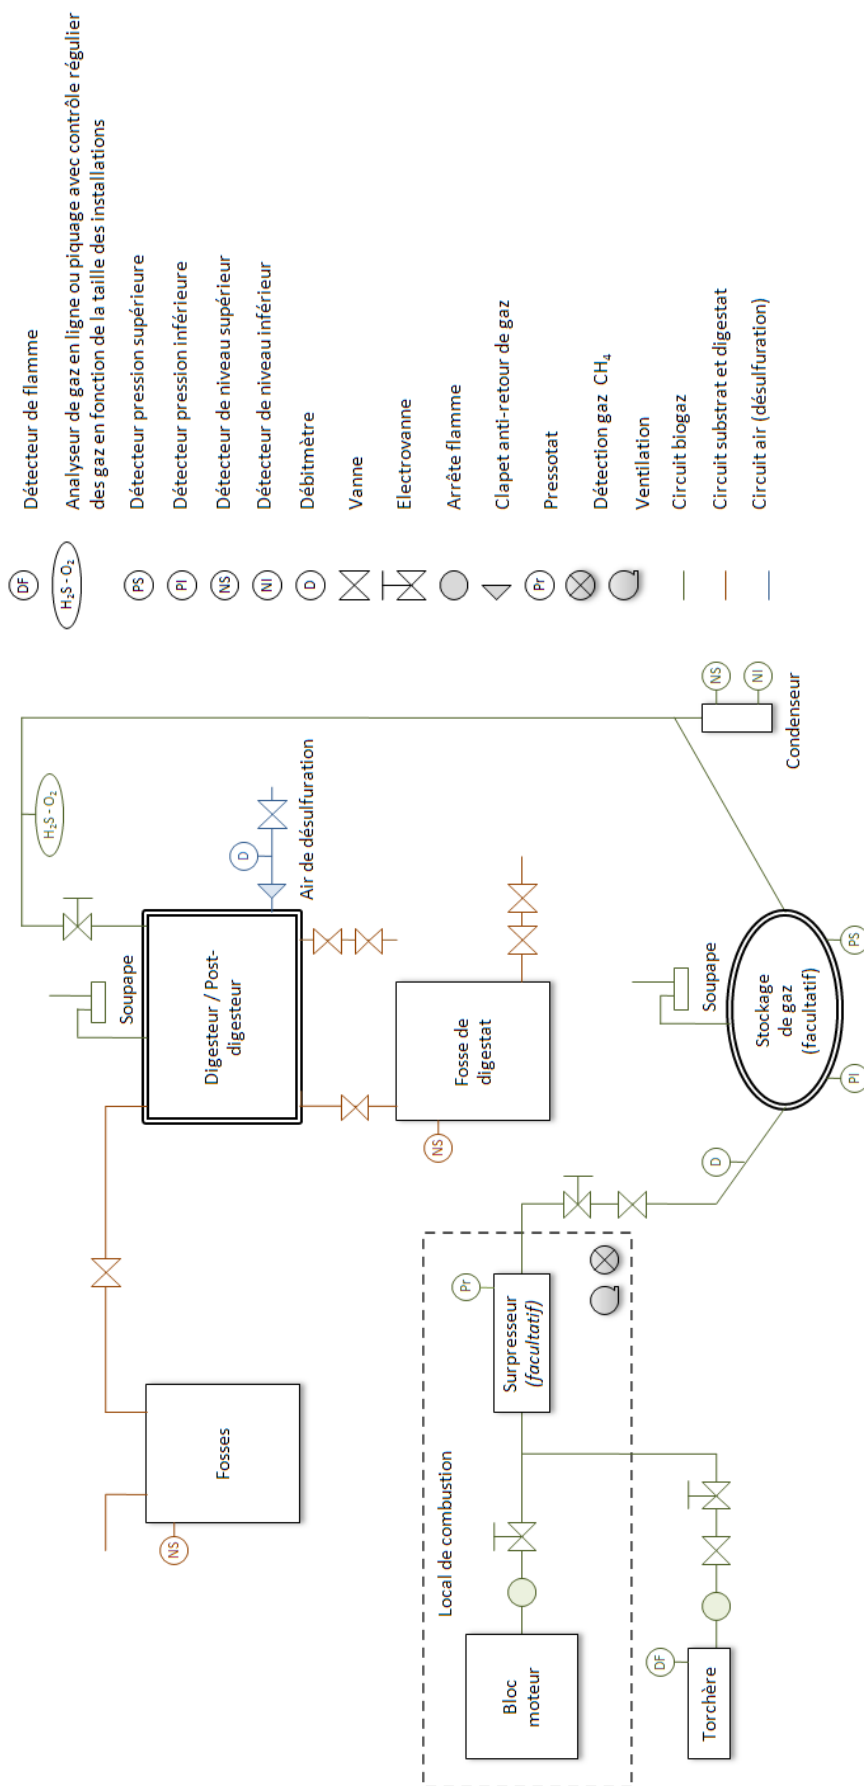 Fosses
NS
Digesteur / Post-
digesteur
Soupape
H₂S - O₂
D
Air de désulfuration
NS
Fosse de
digestat
Local de combustion
Bloc
moteur
Surpresseur
(facultatif)
Pr
DF
Torchère
D
Soupape
Stockage
de gaz
(facultatif)
PI
PS
NS
NI
Condenseur
DF
Détecteur de flamme
H₂S - O₂
Analyseur de gaz en ligne ou piquage avec contrôle régulier
des gaz en fonction de la taille des installations
PS
Détecteur pression supérieure
PI
Détecteur pression inférieure
NS
Détecteur de niveau supérieur
NI
Détecteur de niveau inférieur
D
Débitmètre
Vanne
Electrovanne
Arrête flamme
Clapet anti-retour de gaz
Pr
Pressotat
Détection gaz CH₄
Ventilation
Circuit biogaz
Circuit substrat et digestat
Circuit air (désulfuration)